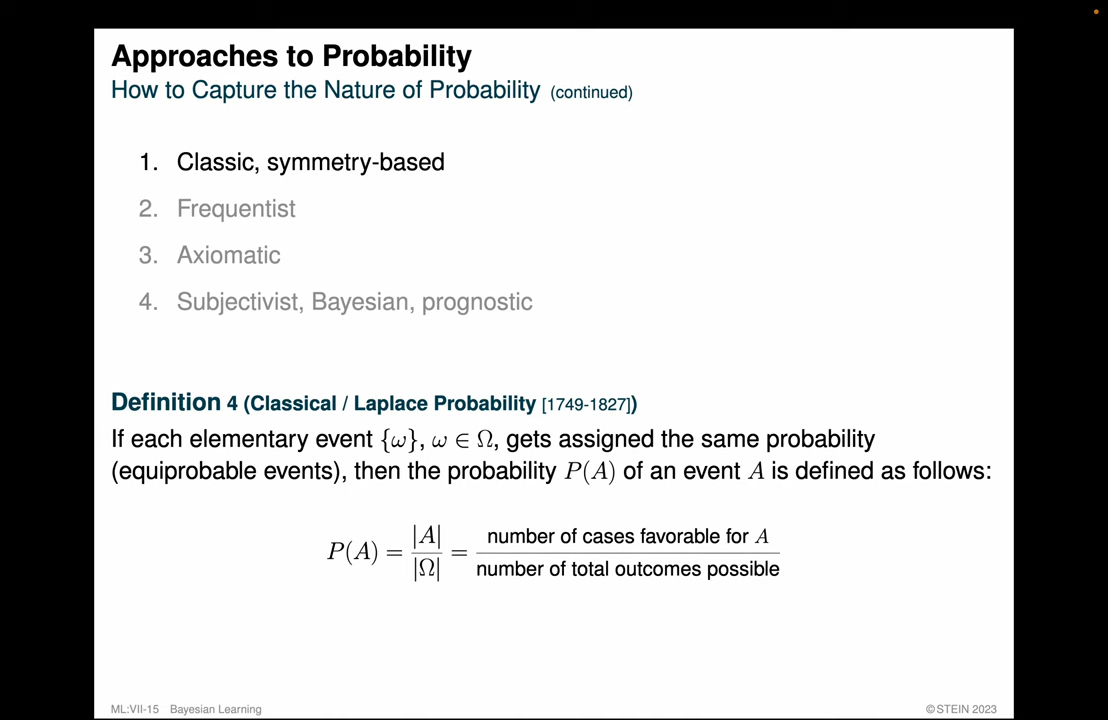 Approaches to Probability
How to Capture the Nature of Probability (continued)
1. Classic, symmetry-based
2. Frequentist
3. Axiomatic
4. Subjectivist, Bayesian, prognostic
Definition 4 (Classical / Laplace Probability [1749-1827])
If each elementary event {ω}, ω ∈ Ω, gets assigned the same probability
(equiprobable events), then the probability P(A) of an event A is defined as follows:
P(A) = |A| / |Ω| = number of cases favorable for A / number of total outcomes possible
ML:VII-15 Bayesian Learning
© STEIN 2023